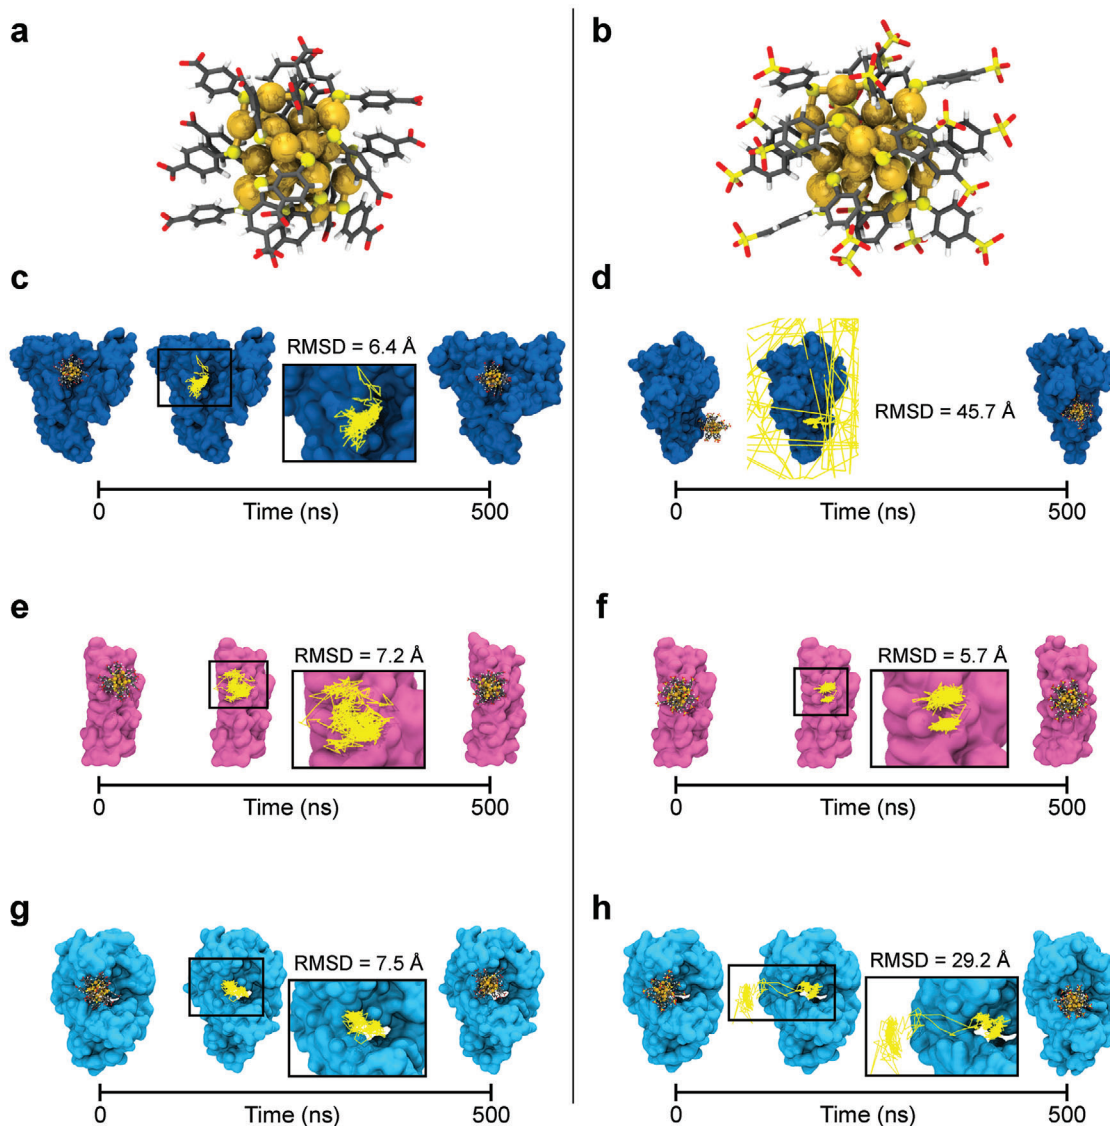 a
b
c
d
RMSD = 6.4 Å
RMSD = 45.7 Å
0
Time (ns)
500
0
Time (ns)
500
e
f
RMSD = 7.2 Å
RMSD = 5.7 Å
0
Time (ns)
500
0
Time (ns)
500
g
h
RMSD = 7.5 Å
RMSD = 29.2 Å
0
Time (ns)
500
0
Time (ns)
500